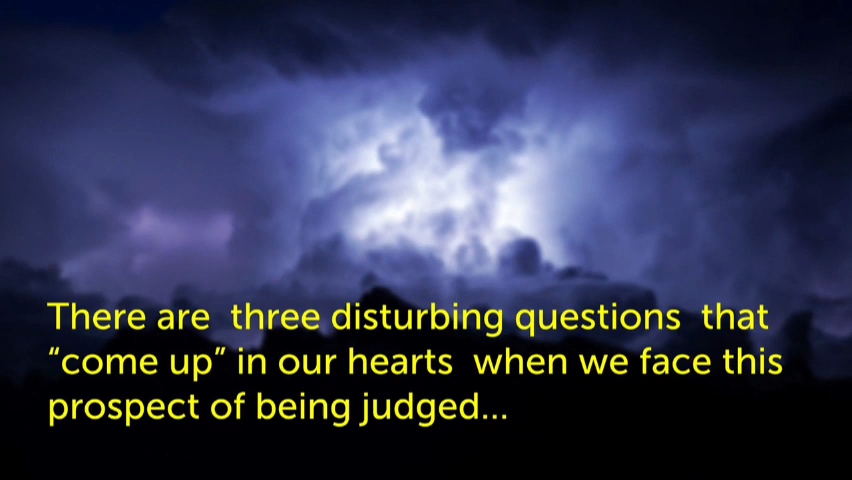 There are  three disturbing questions  that
“come up” in our hearts  when we face this
prospect of being judged...